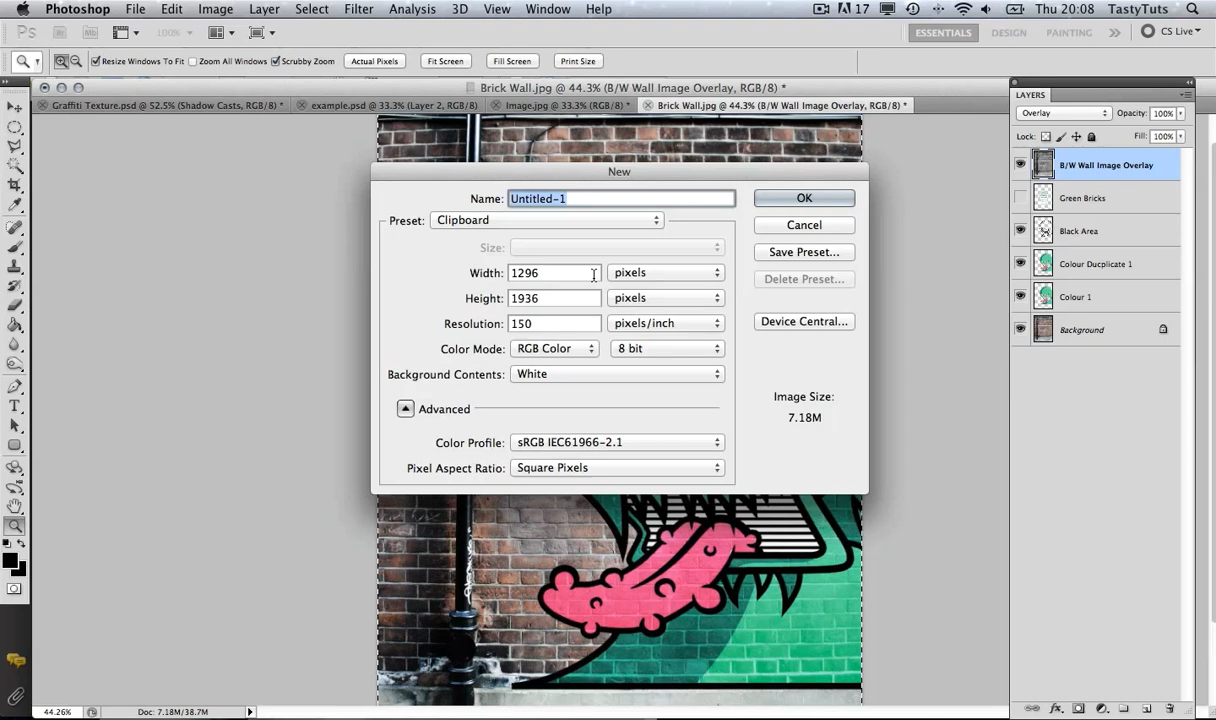 Photoshop File Edit Image Layer Select Filter Analysis 3D View Window Help 17 Thu 20:08 TastyTuts
Ps Br Mb 100% ESSENTIALS DESIGN PAINTING CS Live
Resize Windows To Fit Zoom All Windows Scrubby Zoom Actual Pixels Fit Screen Fill Screen Print Size
Brick Wall.jpg @ 44.3% (B/W Wall Image Overlay, RGB/8) *
Graffiti Texture.psd @ 52.5% (Shadow Casts, RGB/8) * example.psd @ 33.3% (Layer 2, RGB/8) Image.jpg @ 33.3% (RGB/8) * Brick Wall.jpg @ 44.3% (B/W Wall Image Overlay, RGB/8) *
LAYERS
Overlay Opacity: 100%
Lock: Fill: 100%
B/W Wall Image Overlay
Green Bricks
Black Area
Colour Ducplicate 1
Colour 1
Background
New
Name: Untitled-1 OK
Preset: Clipboard Cancel
Size: Save Preset...
Width: 1296 pixels Delete Preset...
Height: 1936 pixels
Resolution: 150 pixels/inch Device Central...
Color Mode: RGB Color 8 bit
Background Contents: White
Image Size:
7.18M
Advanced
Color Profile: sRGB IEC61966-2.1
Pixel Aspect Ratio: Square Pixels
44.26% Doc: 7.18M/38.7M